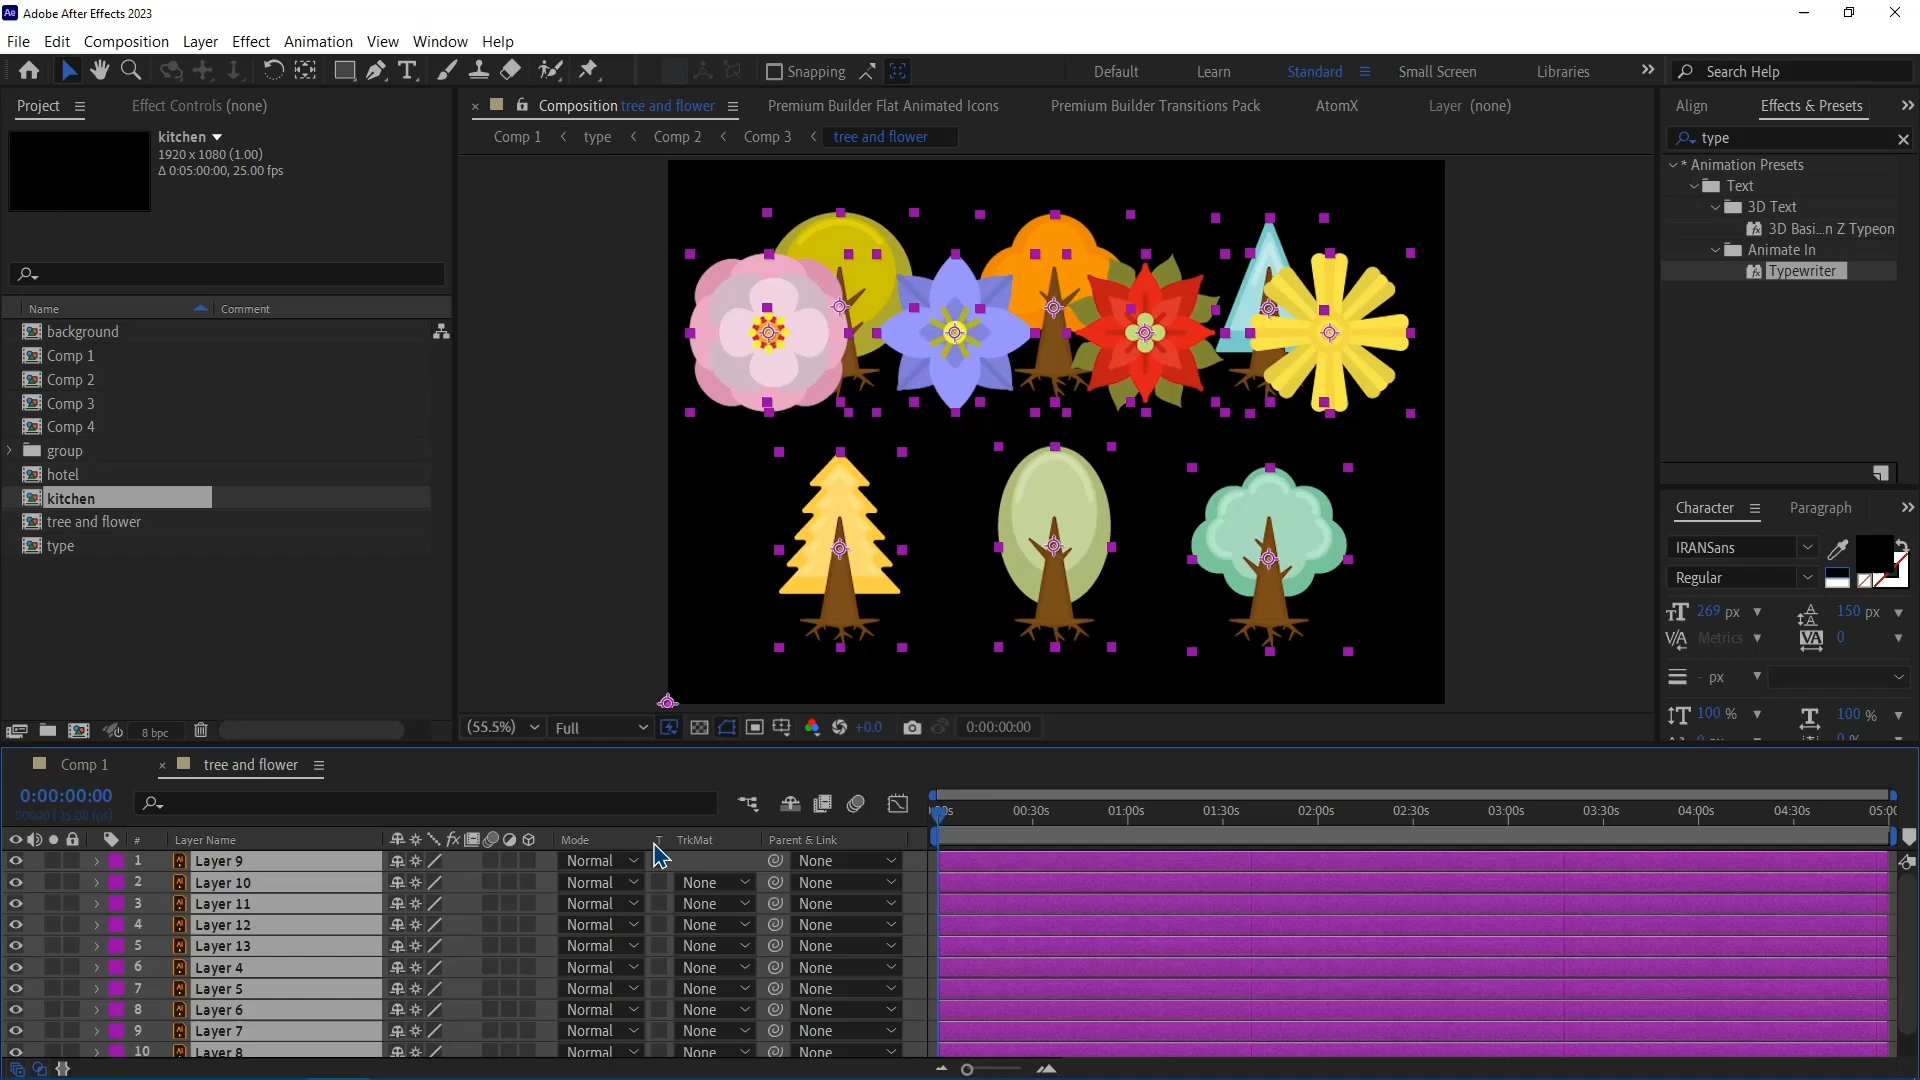 Adobe After Effects 2023
File Edit Composition Layer Effect Animation View Window Help
Snapping Default Learn Standard Small Screen Libraries Search Help
Project Effect Controls (none)
Composition tree and flower Premium Builder Flat Animated Icons Premium Builder Transitions Pack AtomX Layer (none)
Align Effects & Presets
Comp 1 type Comp 2 Comp 3 tree and flower
kitchen
1920 x 1080 (1.00)
Δ 0:05:00:00, 25.00 fps
Name Comment
background
Comp 1
Comp 2
Comp 3
Comp 4
group
hotel
kitchen
tree and flower
type
8 bpc
type
* Animation Presets
Text
3D Text
3D Basi...n Z Typeon
Animate In
Typewriter
Character Paragraph
IRANSans
Regular
269 px 150 px
Metrics 0
- px
100 % 100 %
(55.5%) Full +0.0 0:00:00:00
Comp 1 tree and flower
0:00:00:00
00000 (25.00 fps)
00:30s 01:00s 01:30s 02:00s 02:30s 03:00s 03:30s 04:00s 04:30s
# Layer Name Mode T TrkMat Parent & Link
1 Layer 9 Normal None
2 Layer 10 Normal None None
3 Layer 11 Normal None None
4 Layer 12 Normal None None
5 Layer 13 Normal None None
6 Layer 4 Normal None None
7 Layer 5 Normal None None
8 Layer 6 Normal None None
9 Layer 7 Normal None None
10 Layer 8 Normal None None